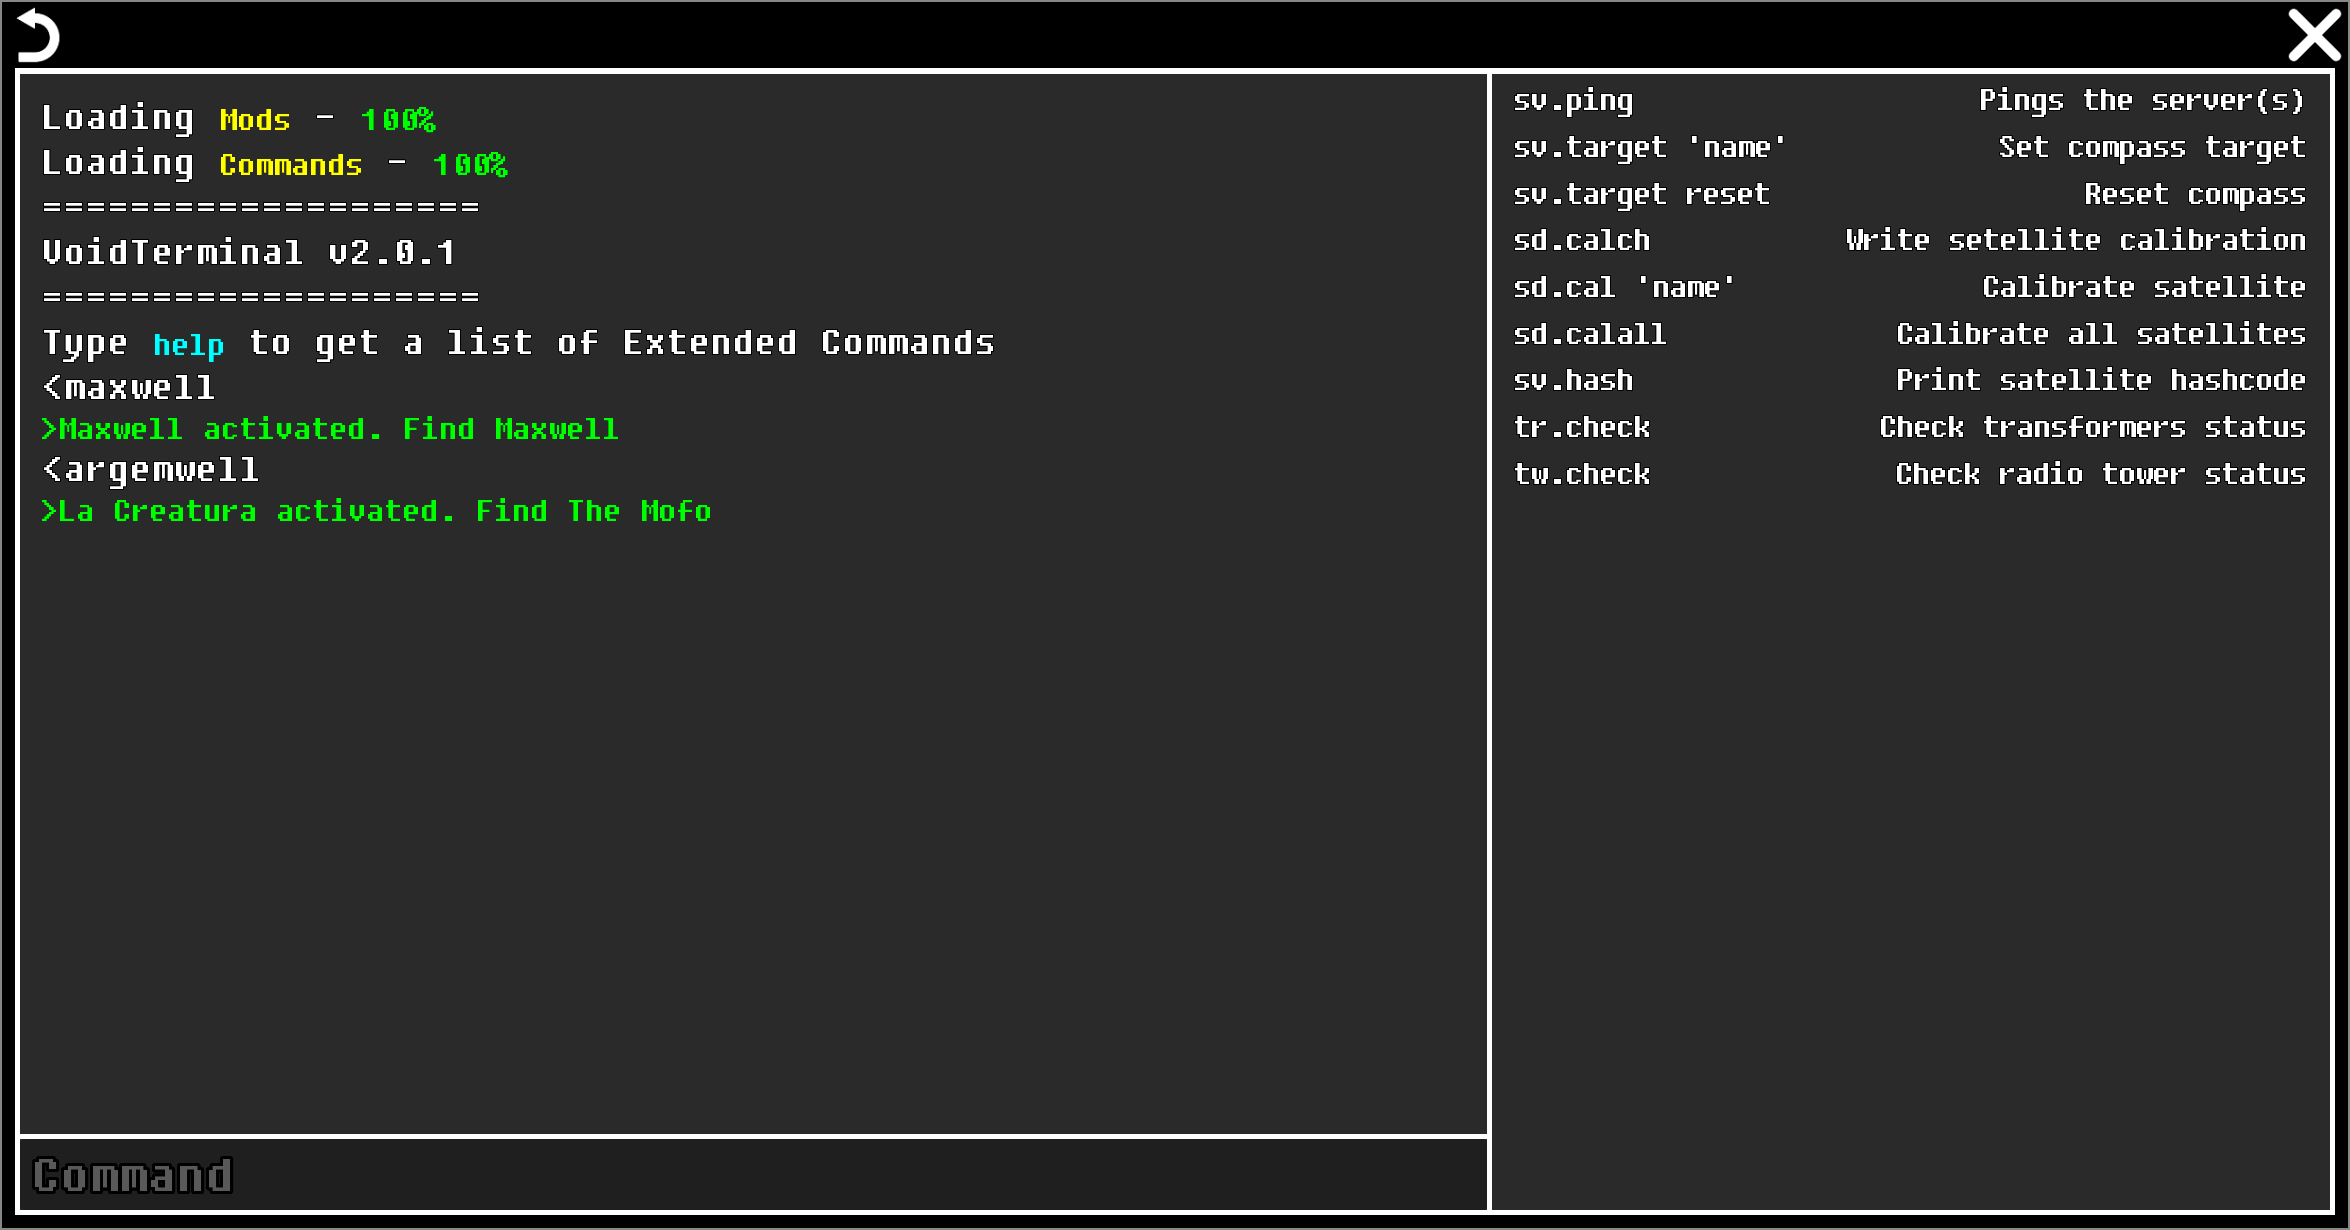 Loading Mods - 100%
Loading Commands - 100%
====================
VoidTerminal v2.0.1
====================
Type help to get a list of Extended Commands
<maxwell
>Maxwell activated. Find Maxwell
<argemwell
>La Creatura activated. Find The Mofo
Command
sv.ping Pings the server(s)
sv.target 'name' Set compass target
sv.target reset Reset compass
sd.calch Write setellite calibration
sd.cal 'name' Calibrate satellite
sd.calall Calibrate all satellites
sv.hash Print satellite hashcode
tr.check Check transformers status
tw.check Check radio tower status